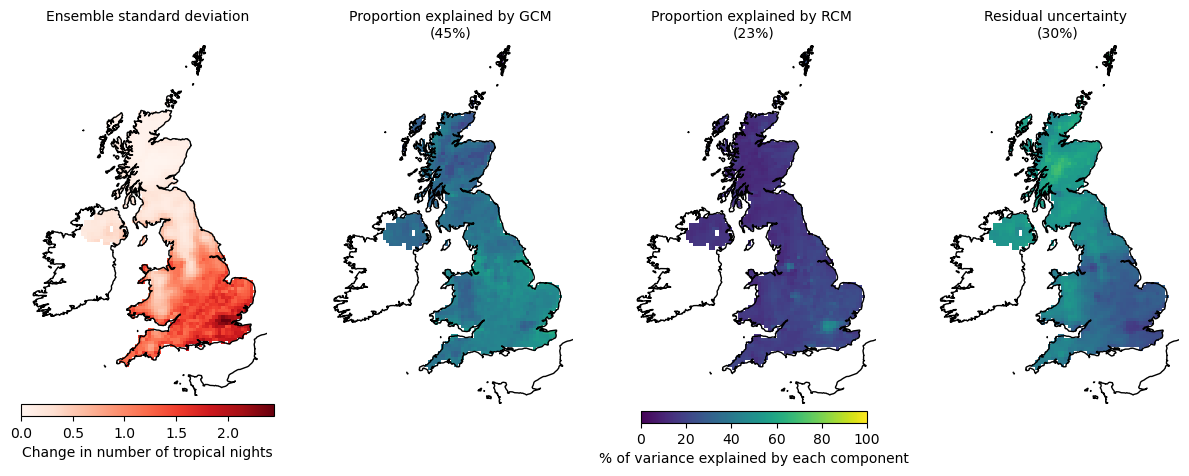 Ensemble standard deviation
Proportion explained by GCM
(45%)
Proportion explained by RCM
(23%)
Residual uncertainty
(30%)
0.0 0.5 1.0 1.5 2.0
Change in number of tropical nights
0 20 40 60 80 100
% of variance explained by each component